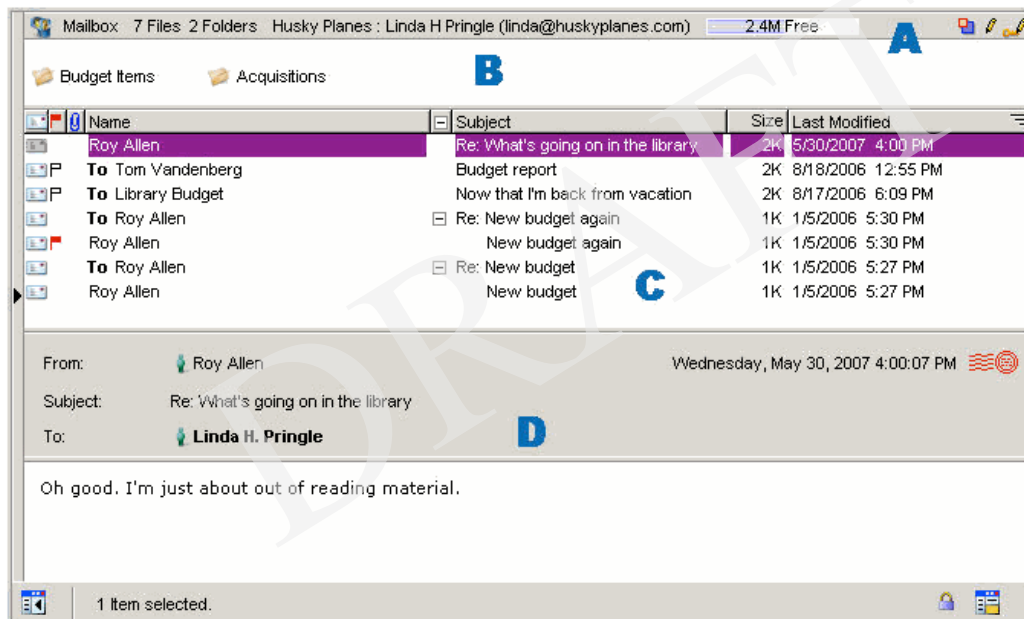 Mailbox 7 Files 2 Folders Husky Planes : Linda H Pringle (linda@huskyplanes.com) 2.4M Free A
Budget Items Acquisitions B
Name Subject Size Last Modified
Roy Allen Re: What's going on in the library 2K 5/30/2007 4:00 PM
To Tom Vandenberg Budget report 2K 8/18/2006 12:55 PM
To Library Budget Now that I'm back from vacation 2K 8/17/2006 6:09 PM
To Roy Allen Re: New budget again 1K 1/5/2006 5:30 PM
Roy Allen New budget again 1K 1/5/2006 5:30 PM
To Roy Allen Re: New budget 1K 1/5/2006 5:27 PM
Roy Allen New budget 1K 1/5/2006 5:27 PM
C
From: Roy Allen Wednesday, May 30, 2007 4:00:07 PM
Subject: Re: What's going on in the library
To: Linda H. Pringle D
Oh good. I'm just about out of reading material.
1 Item selected.
DRAFT